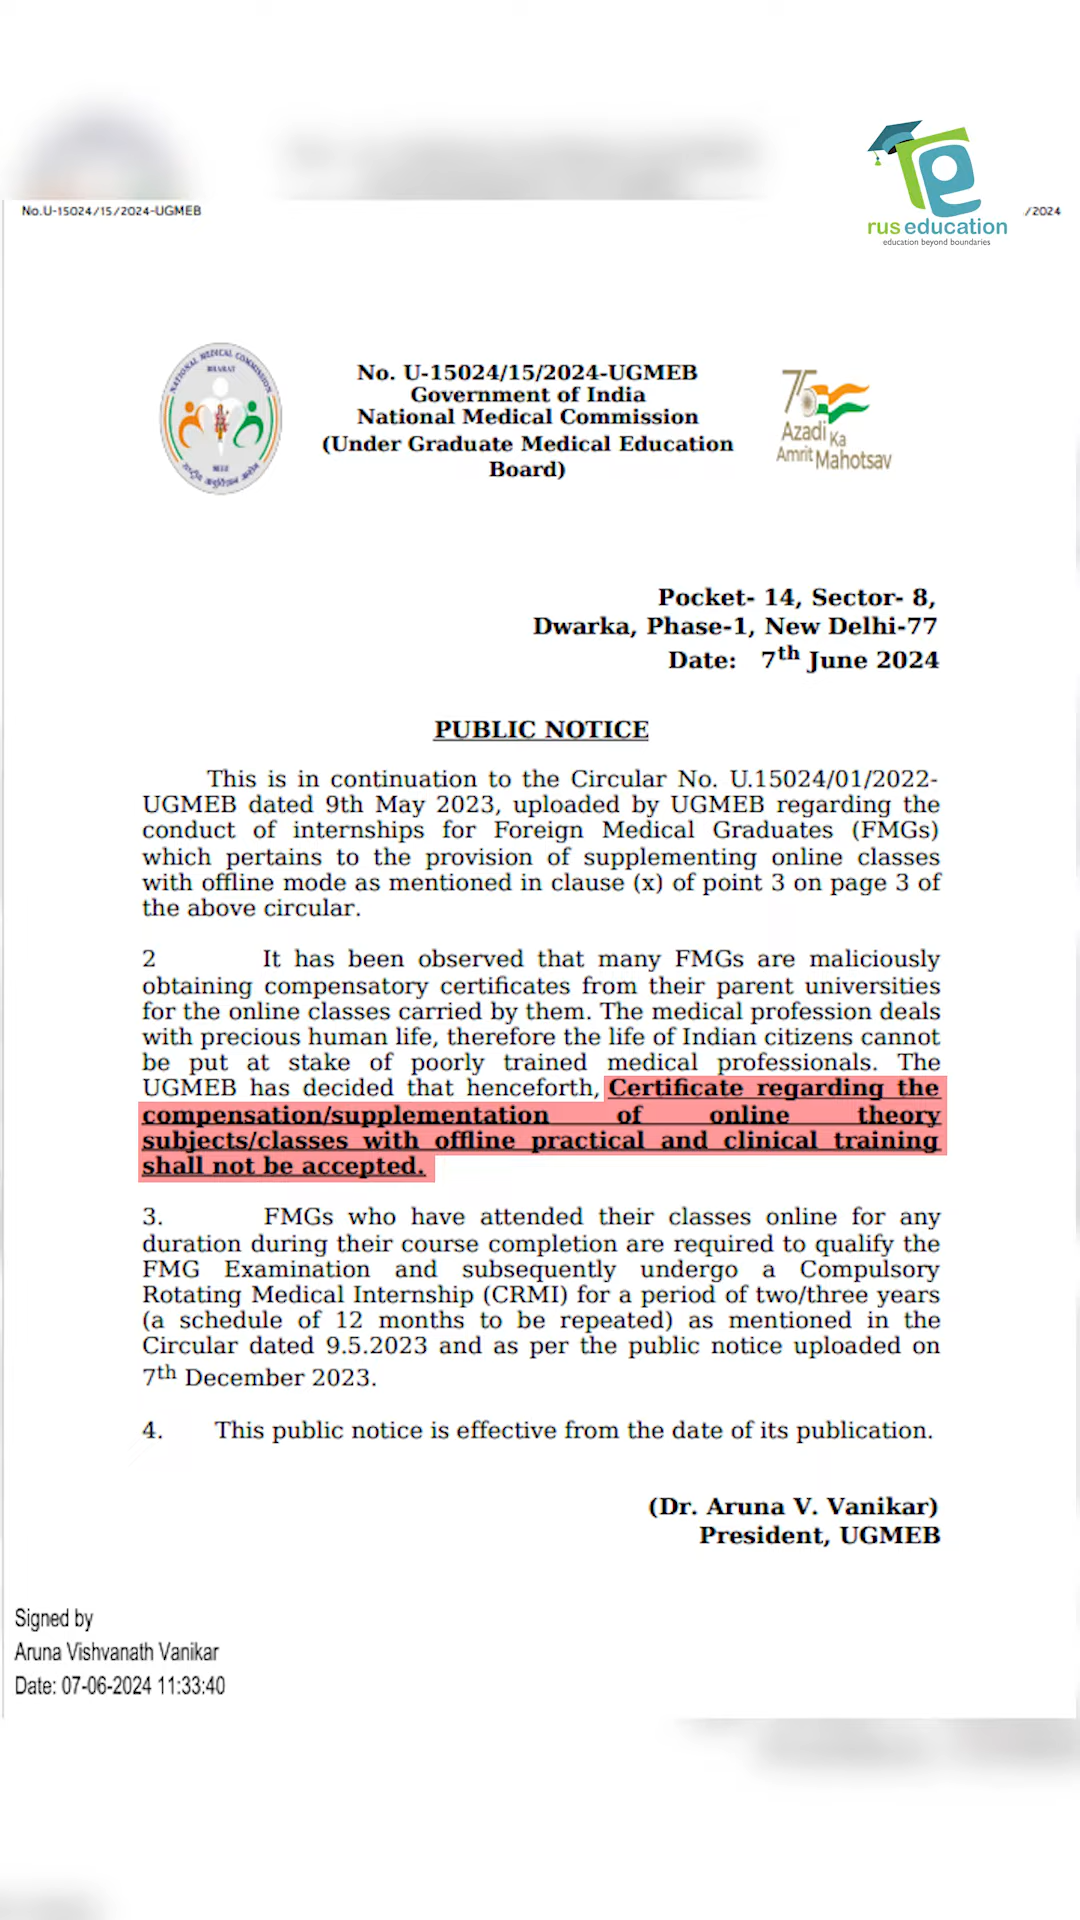 No.U-15024/15/2024-UGMEB
/2024
rus education
education beyond boundaries
NATIONAL MEDICAL COMMISSION
BHARAT
No. U-15024/15/2024-UGMEB
Government of India
National Medical Commission
(Under Graduate Medical Education
Board)
75
Azadi Ka
Amrit Mahotsav
Pocket- 14, Sector- 8,
Dwarka, Phase-1, New Delhi-77
Date: 7th June 2024
PUBLIC NOTICE
This is in continuation to the Circular No. U.15024/01/2022-
UGMEB dated 9th May 2023, uploaded by UGMEB regarding the
conduct of internships for Foreign Medical Graduates (FMGs)
which pertains to the provision of supplementing online classes
with offline mode as mentioned in clause (x) of point 3 on page 3 of
the above circular.
2 It has been observed that many FMGs are maliciously
obtaining compensatory certificates from their parent universities
for the online classes carried by them. The medical profession deals
with precious human life, therefore the life of Indian citizens cannot
be put at stake of poorly trained medical professionals. The
UGMEB has decided that henceforth, Certificate regarding the
compensation/supplementation of online theory
subjects/classes with offline practical and clinical training
shall not be accepted.
3. FMGs who have attended their classes online for any
duration during their course completion are required to qualify the
FMG Examination and subsequently undergo a Compulsory
Rotating Medical Internship (CRMI) for a period of two/three years
(a schedule of 12 months to be repeated) as mentioned in the
Circular dated 9.5.2023 and as per the public notice uploaded on
7th December 2023.
4. This public notice is effective from the date of its publication.
(Dr. Aruna V. Vanikar)
President, UGMEB
Signed by
Aruna Vishvanath Vanikar
Date: 07-06-2024 11:33:40